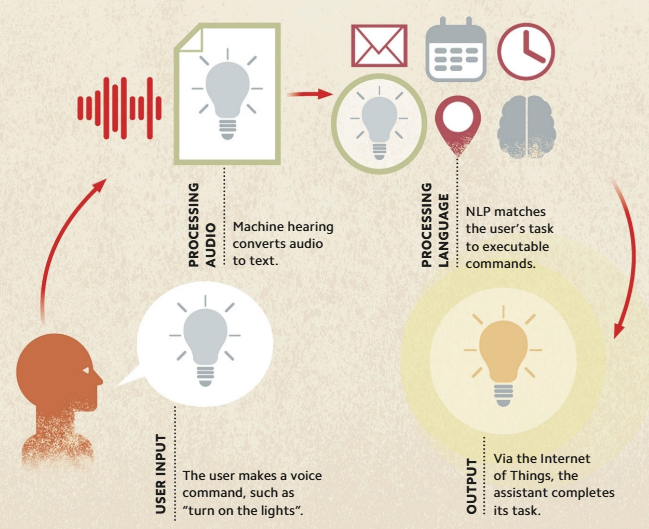 PROCESSING
AUDIO
Machine hearing
converts audio
to text.
PROCESSING
LANGUAGE
NLP matches
the user's task
to executable
commands.
USER INPUT
The user makes a voice
command, such as
“turn on the lights”.
OUTPUT
Via the Internet
of Things, the
assistant completes
its task.